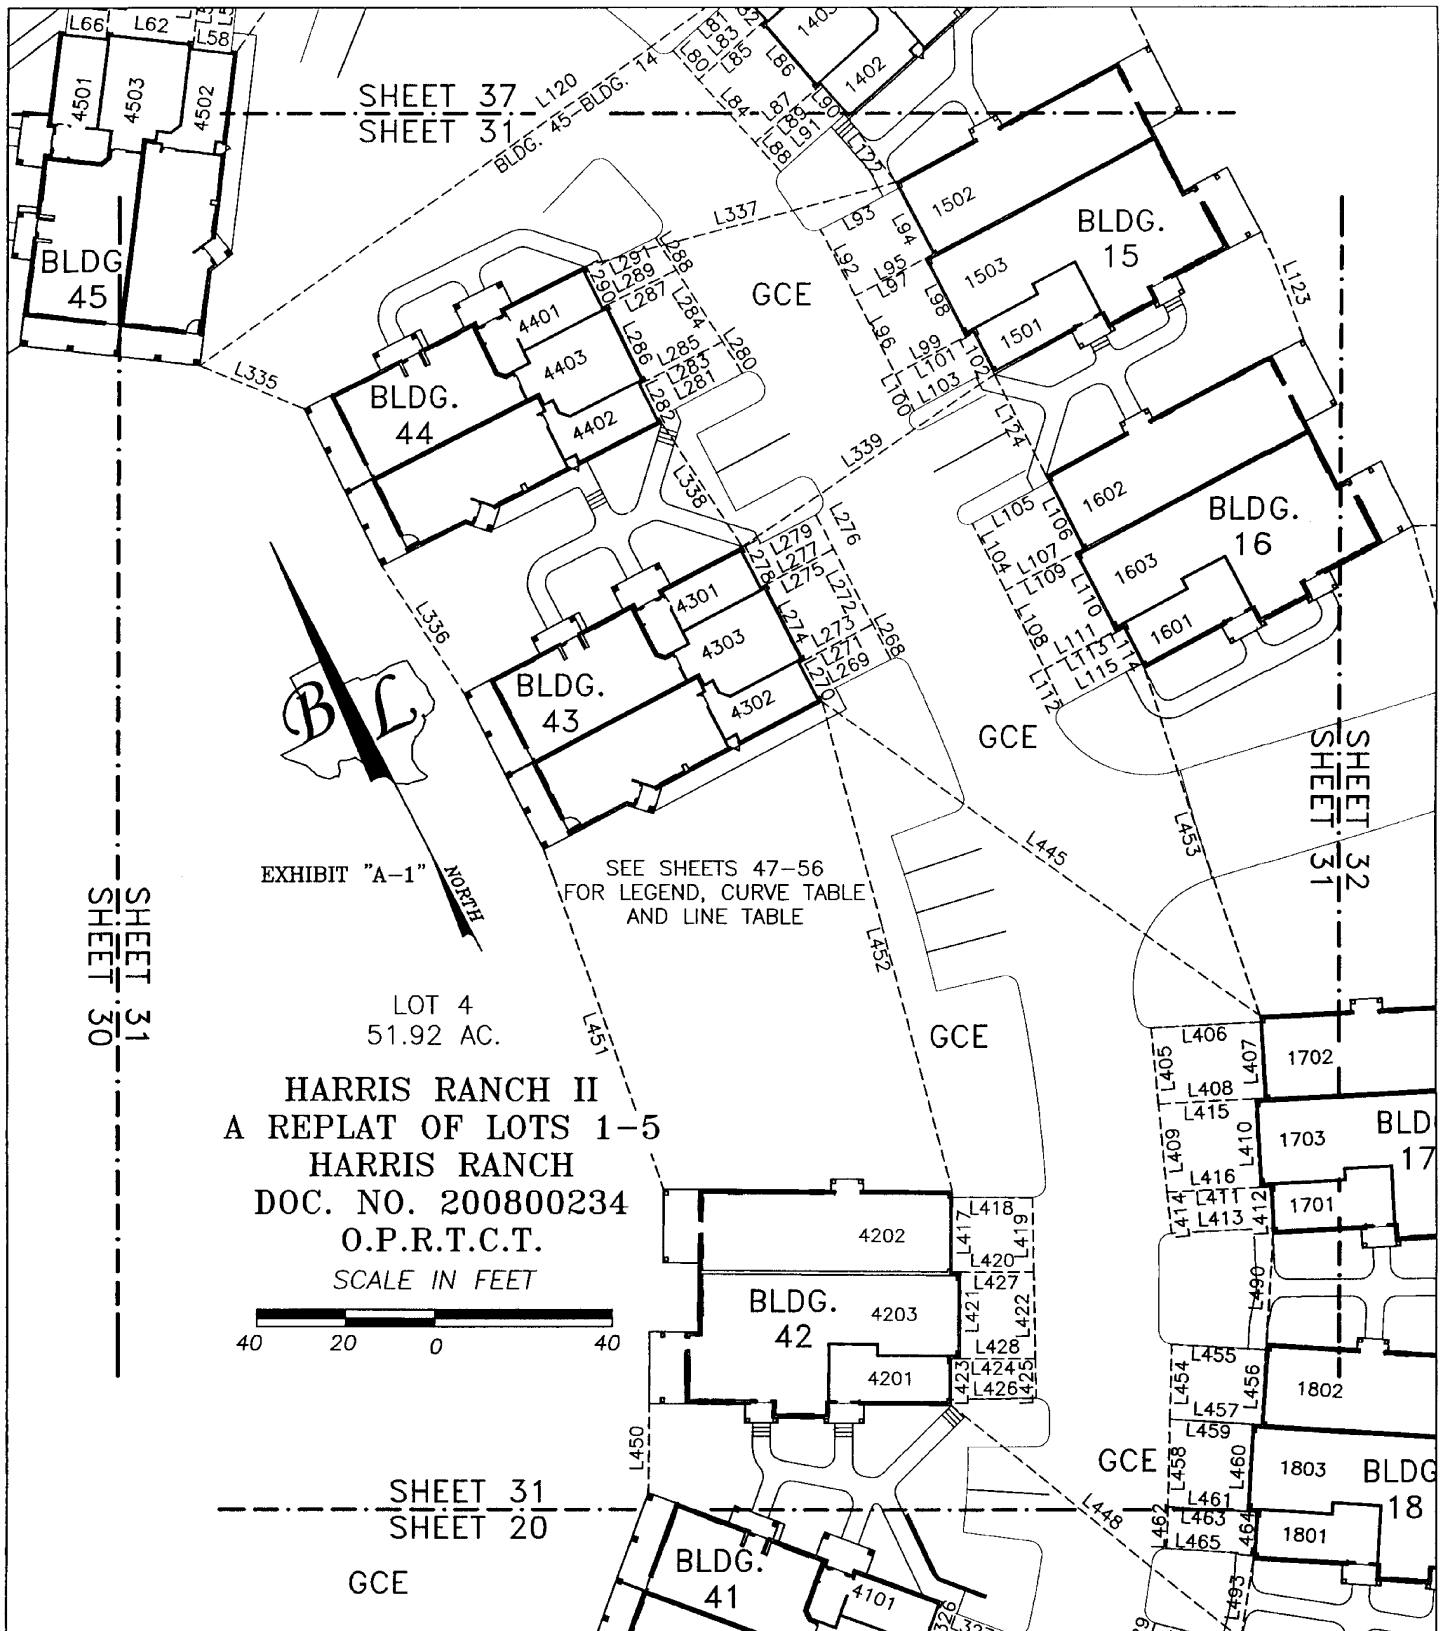 L66
L62
L58
4501
4503
4502
BLDG
45
SHEET 37
SHEET 31
L120
BLDG. 45-BLDG. 14
L81
L83
L80
L85
L86
L84
L87
L89
L91
L88
L90
1403
1402
L122
L337
L93
L94
L92
L95
L97
L98
L96
L99
L101
L102
L103
L100
1502
1503
1501
BLDG.
15
GCE
L123
L335
L291
L290
L289
L288
L287
L284
L286
L285
L283
L281
L280
L282
4401
4403
4402
BLDG.
44
L338
L339
L124
L336
L105
L106
L104
L107
L109
L110
L108
L111
L113
L114
L115
L112
1602
1603
1601
BLDG.
16
L279
L276
L277
L278
L275
L274
L272
L273
L271
L268
L269
L270
4301
4303
4302
BLDG.
43
B L
NORTH
EXHIBIT "A-1"
SEE SHEETS 47-56
FOR LEGEND, CURVE TABLE
AND LINE TABLE
GCE
L445
L453
SHEET 32
SHEET 31
SHEET 31
SHEET 30
L452
L451
GCE
LOT 4
51.92 AC.
HARRIS RANCH II
A REPLAT OF LOTS 1-5
HARRIS RANCH
DOC. NO. 200800234
O.P.R.T.C.T.
SCALE IN FEET
40 20 0 40
L406
L405
L407
L408
L415
L409
L410
L416
L411
L414
L412
L413
1702
1703
1701
BLD
17
L490
L418
L417
L419
L420
L427
L421
L422
L428
L424
L423
L425
L426
4202
4203
4201
BLDG.
42
L455
L454
L456
L457
L459
L458
L460
L461
L463
L462
464
L465
1802
1803
1801
BLDG
18
GCE
L448
L493
L450
SHEET 31
SHEET 20
GCE
BLDG.
41
4101
326